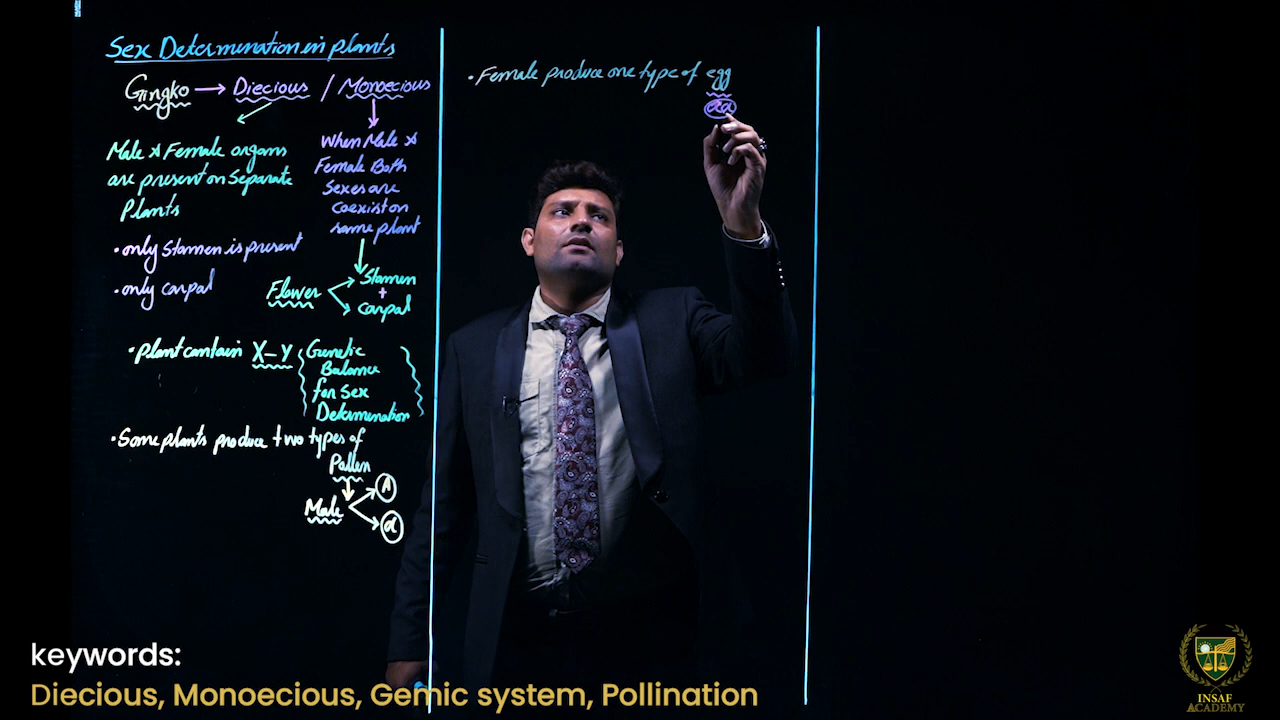 Sex Determination in plants
Gingko → Diecious / Monoecious
Male & Female organs
are present on Separate
Plants
• only Stamen is present
• only carpal
When Male &
Female Both
Sexes are
coexist on
same plant
Flower
Stamen
+
carpal
• plant contain X-Y
Genetic
Balance
for Sex
Determination
• Some plants produce two types of
Pollen
Male
A
a
• Female produce one type of egg
aa
keywords:
Diecious, Monoecious, Gemic system, Pollination
INSAF
ACADEMY